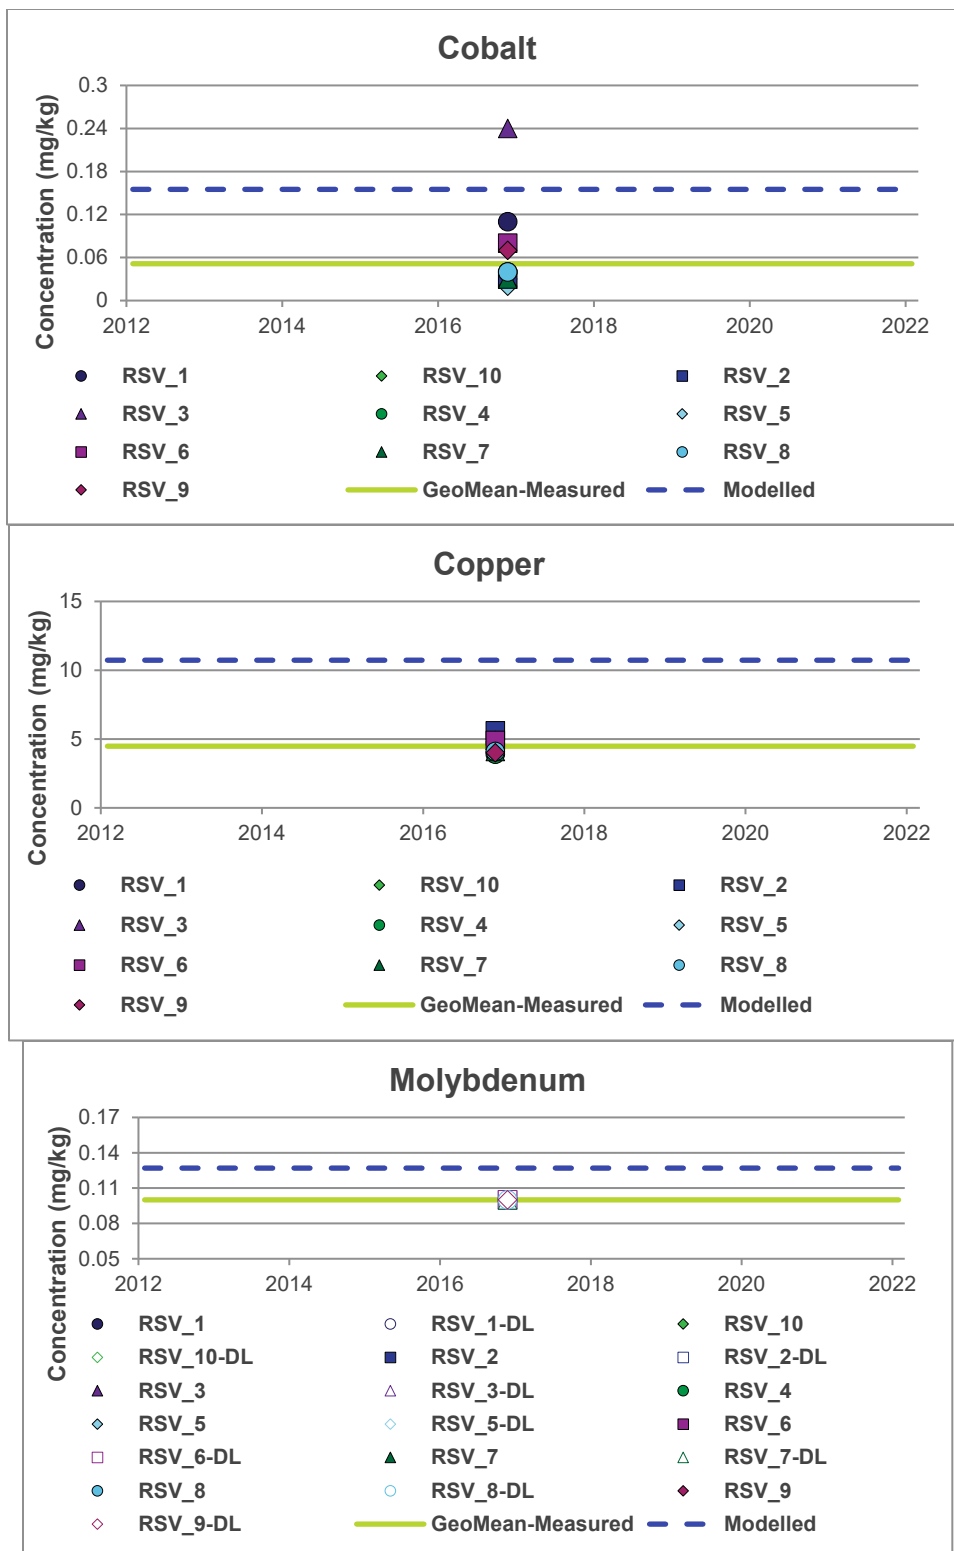 Cobalt
Concentration (mg/kg)
0.3
0.24
0.18
0.12
0.06
0
2012 2014 2016 2018 2020 2022
RSV_1 RSV_10 RSV_2
RSV_3 RSV_4 RSV_5
RSV_6 RSV_7 RSV_8
RSV_9 GeoMean-Measured Modelled
Copper
Concentration (mg/kg)
15
10
5
0
2012 2014 2016 2018 2020 2022
RSV_1 RSV_10 RSV_2
RSV_3 RSV_4 RSV_5
RSV_6 RSV_7 RSV_8
RSV_9 GeoMean-Measured Modelled
Molybdenum
Concentration (mg/kg)
0.17
0.14
0.11
0.08
0.05
2012 2014 2016 2018 2020 2022
RSV_1 RSV_1-DL RSV_10
RSV_10-DL RSV_2 RSV_2-DL
RSV_3 RSV_3-DL RSV_4
RSV_5 RSV_5-DL RSV_6
RSV_6-DL RSV_7 RSV_7-DL
RSV_8 RSV_8-DL RSV_9
RSV_9-DL GeoMean-Measured Modelled